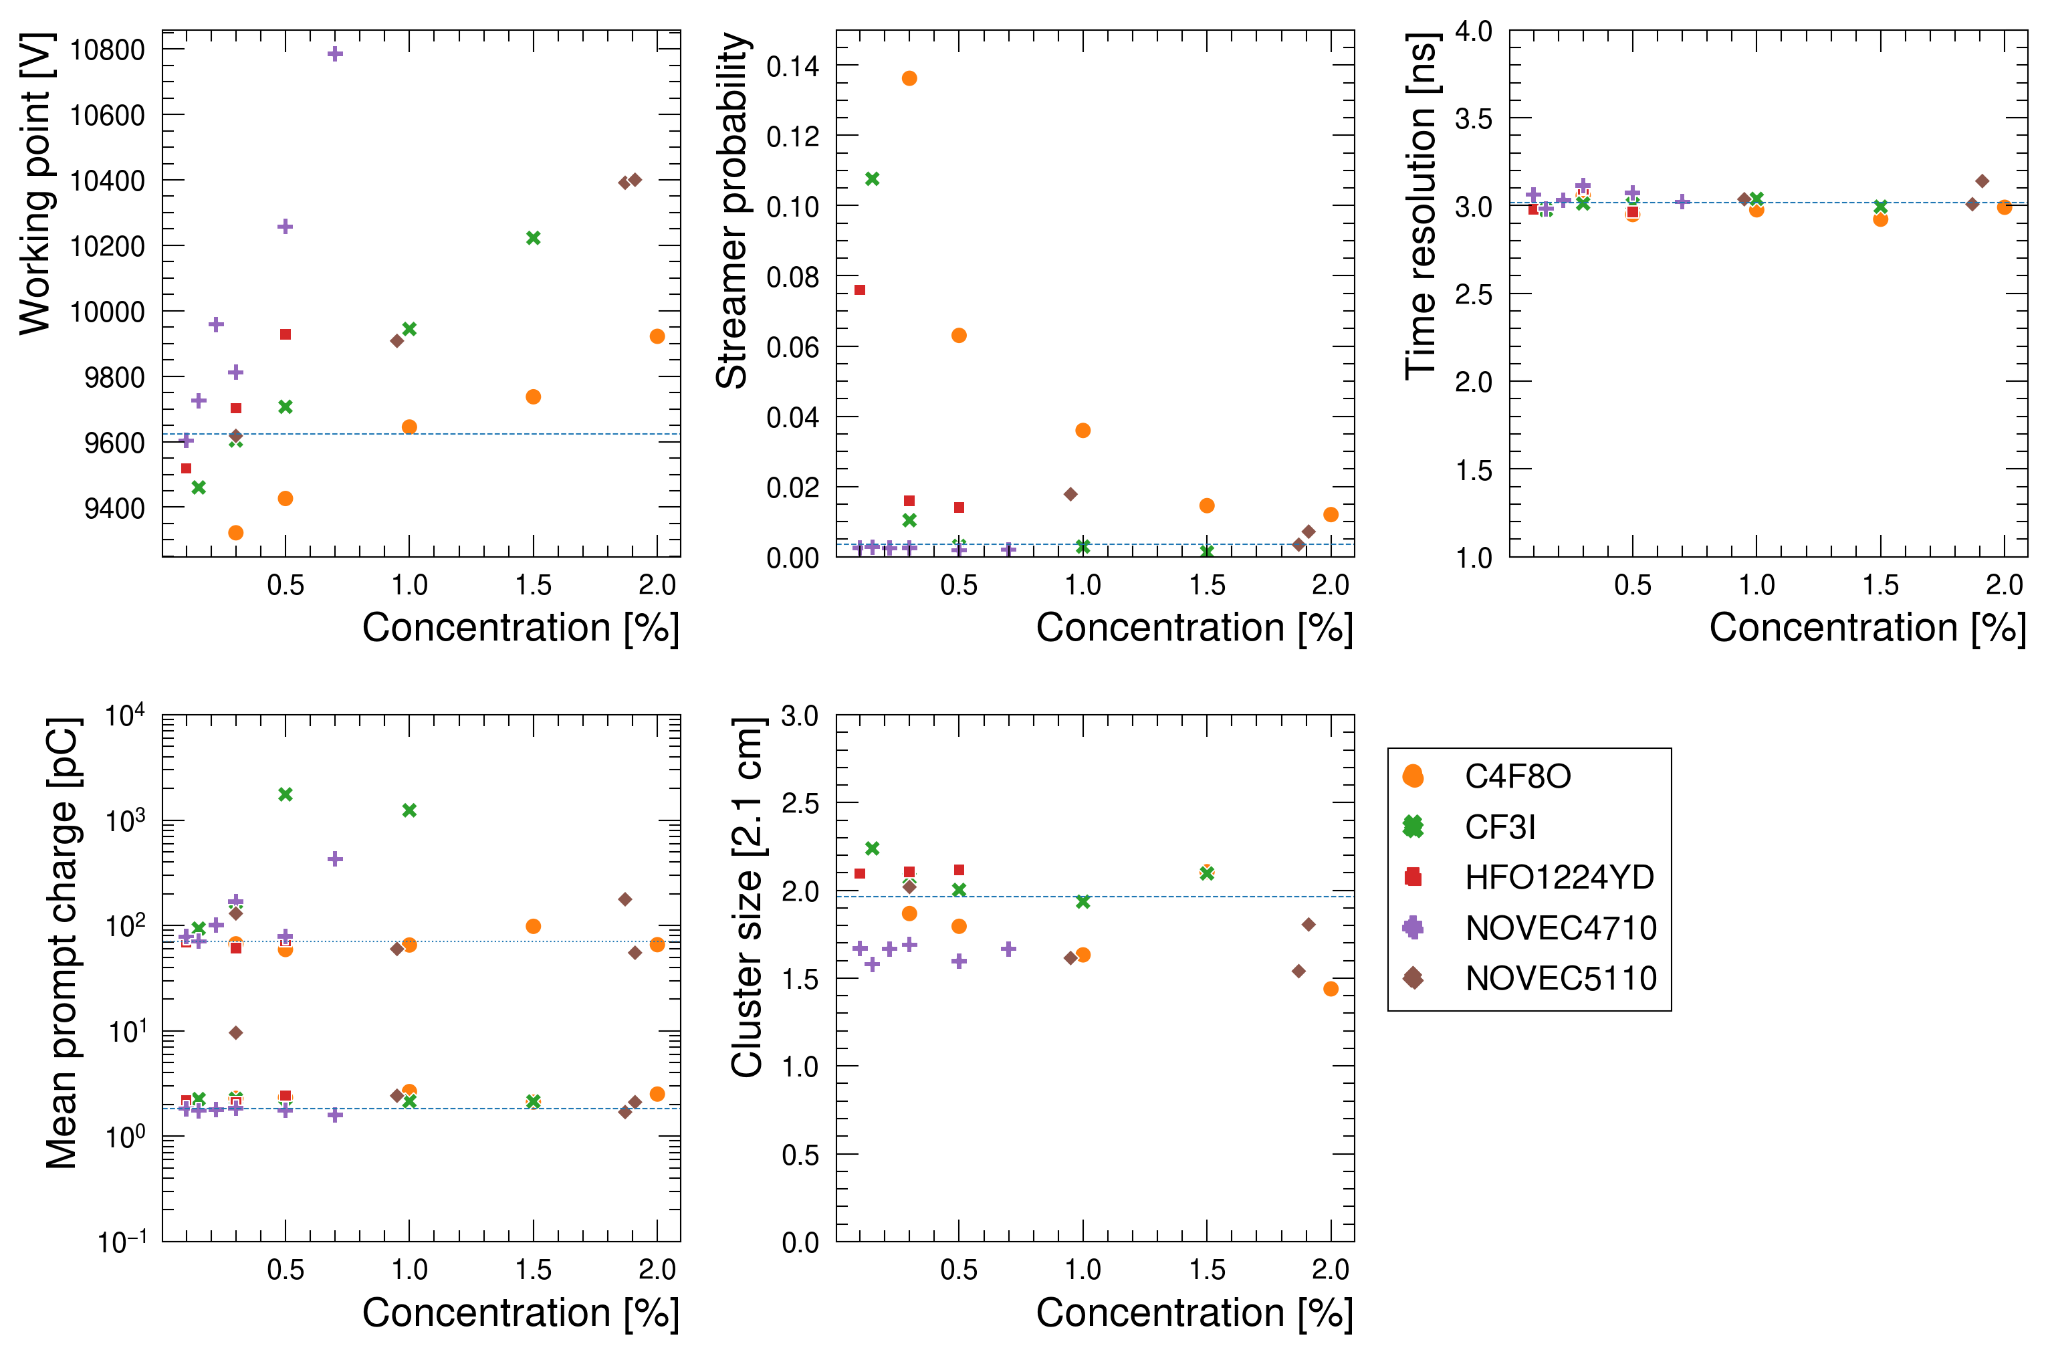 Working point [V]
10800
10600
10400
10200
10000
9800
9600
9400
0.5 1.0 1.5 2.0
Concentration [%]
Streamer probability
0.14
0.12
0.10
0.08
0.06
0.04
0.02
0.00
0.5 1.0 1.5 2.0
Concentration [%]
Time resolution [ns]
4.0
3.5
3.0
2.5
2.0
1.5
1.0
0.5 1.0 1.5 2.0
Concentration [%]
Mean prompt charge [pC]
10⁴
10³
10²
10¹
10⁰
10⁻¹
0.5 1.0 1.5 2.0
Concentration [%]
Cluster size [2.1 cm]
3.0
2.5
2.0
1.5
1.0
0.5
0.0
0.5 1.0 1.5 2.0
Concentration [%]
C4F8O
CF3I
HFO1224YD
NOVEC4710
NOVEC5110